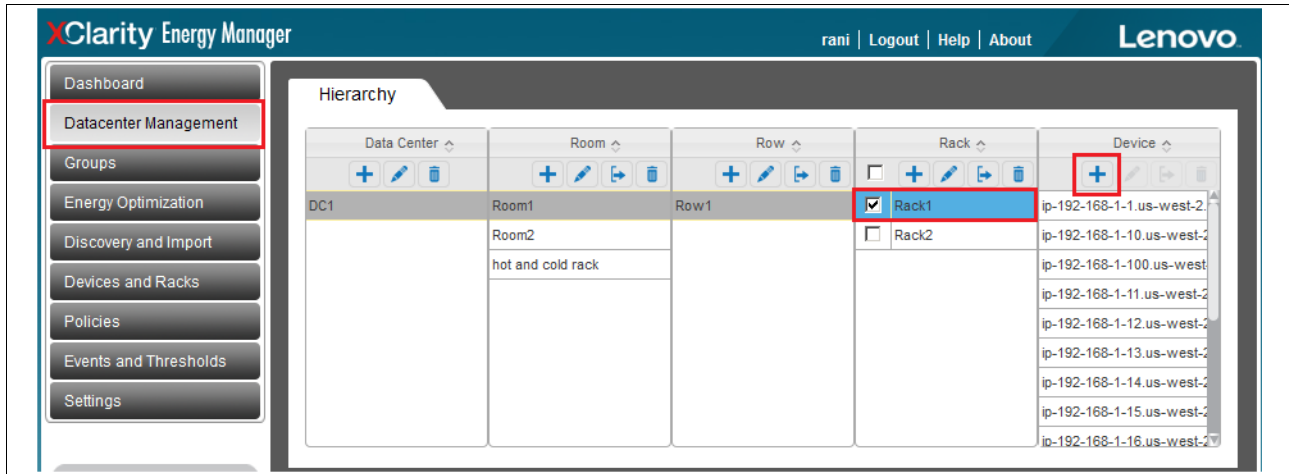 XClarity Energy Manager
rani | Logout | Help | About
Lenovo.
Dashboard
Datacenter Management
Groups
Energy Optimization
Discovery and Import
Devices and Racks
Policies
Events and Thresholds
Settings
Hierarchy
Data Center Room Row Rack Device
DC1 Room1 Row1 Rack1 ip-192-168-1-1.us-west-2.
Room2 Rack2 ip-192-168-1-10.us-west-2
hot and cold rack ip-192-168-1-100.us-west-
ip-192-168-1-11.us-west-2
ip-192-168-1-12.us-west-2
ip-192-168-1-13.us-west-2
ip-192-168-1-14.us-west-2
ip-192-168-1-15.us-west-2
ip-192-168-1-16.us-west-2